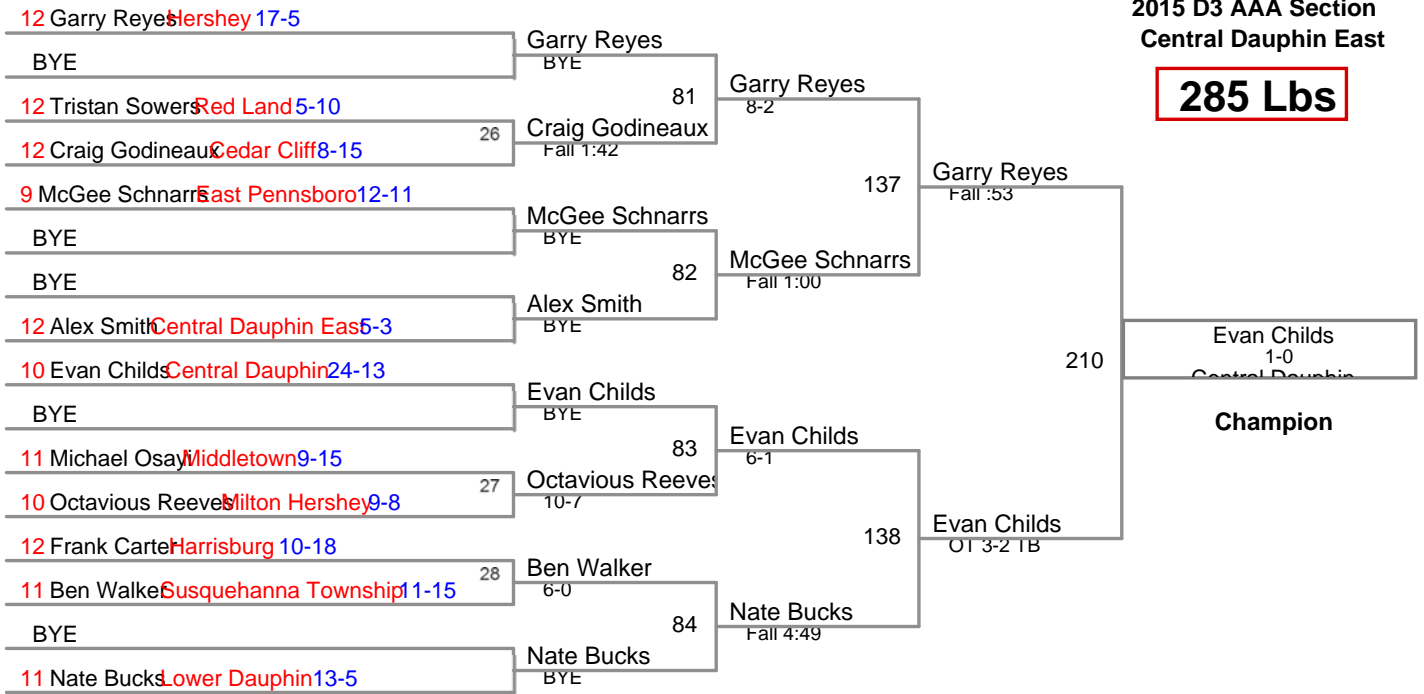 2015 D3 AAA Section
Central Dauphin East
285 Lbs
12 Garry Reyes Hershey 17-5
BYE
12 Tristan Sowers Red Land 5-10
12 Craig Godineaux Cedar Cliff 8-15
9 McGee Schnarrs East Pennsboro 12-11
BYE
BYE
12 Alex Smith Central Dauphin East 5-3
10 Evan Childs Central Dauphin 24-13
BYE
11 Michael Osayi Middletown 9-15
10 Octavious Reeves Milton Hershey 9-8
12 Frank Carter Harrisburg 10-18
11 Ben Walker Susquehanna Township 11-15
BYE
11 Nate Bucks Lower Dauphin 13-5
Garry Reyes
BYE
26
Craig Godineaux
Fall 1:42
McGee Schnarrs
BYE
Alex Smith
BYE
Evan Childs
BYE
27
Octavious Reeves
10-7
28
Ben Walker
6-0
Nate Bucks
BYE
81
Garry Reyes
8-2
82
McGee Schnarrs
Fall 1:00
83
Evan Childs
6-1
84
Nate Bucks
Fall 4:49
137
Garry Reyes
Fall :53
138
Evan Childs
OT 3-2 TB
210
Evan Childs
1-0
Central Dauphin
Champion